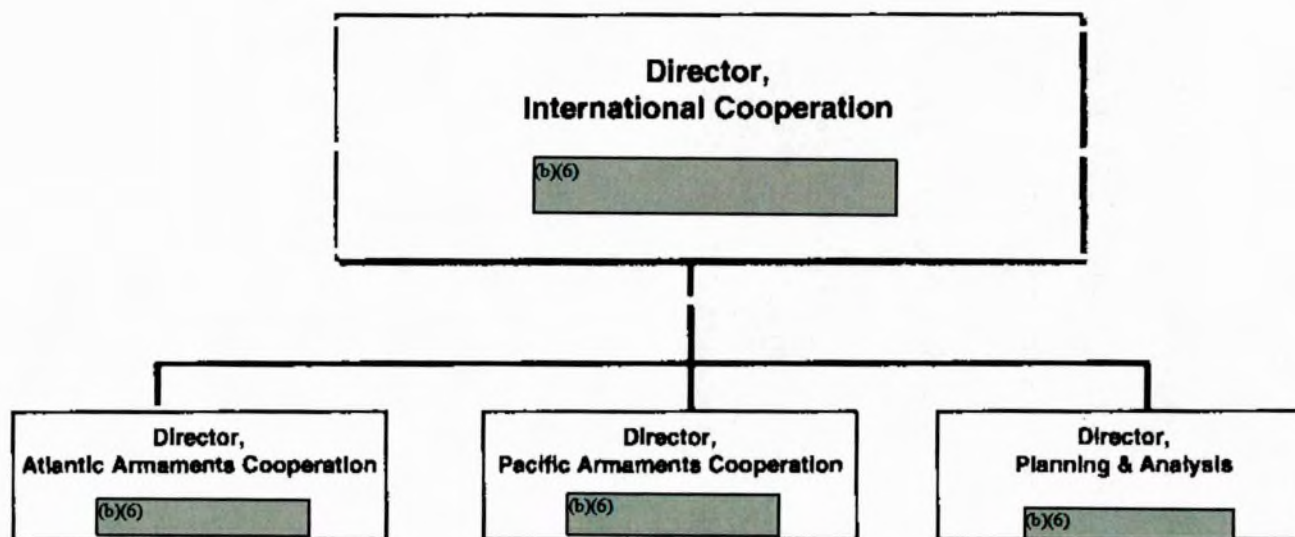 Director,
International Cooperation
(b)(6)
Director,
Atlantic Armaments Cooperation
(b)(6)
Director,
Pacific Armaments Cooperation
(b)(6)
Director,
Planning & Analysis
(b)(6)